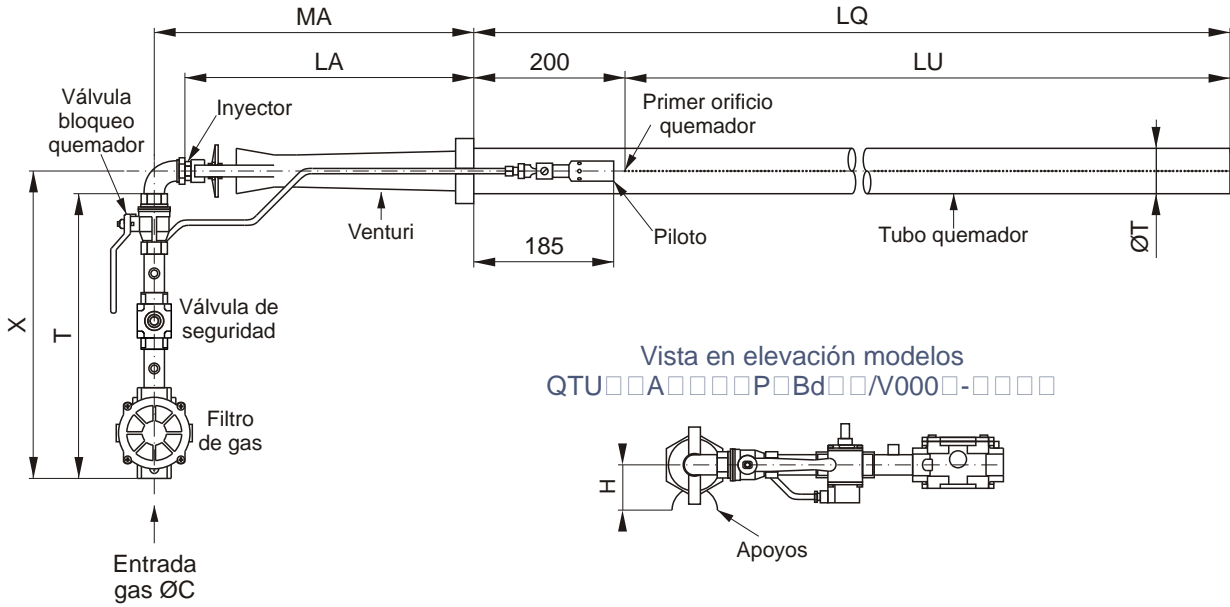 MA
LQ
LA
200
LU
Válvula
bloqueo
quemador
Inyector
Primer orificio
quemador
Venturi
Piloto
Tubo quemador
ØT
185
X
T
Válvula de
seguridad
Filtro
de gas
Vista en elevación modelos
QTU□□A□□□□P□Bd□□/V000□-□□□□
H
Apoyos
Entrada
gas ØC